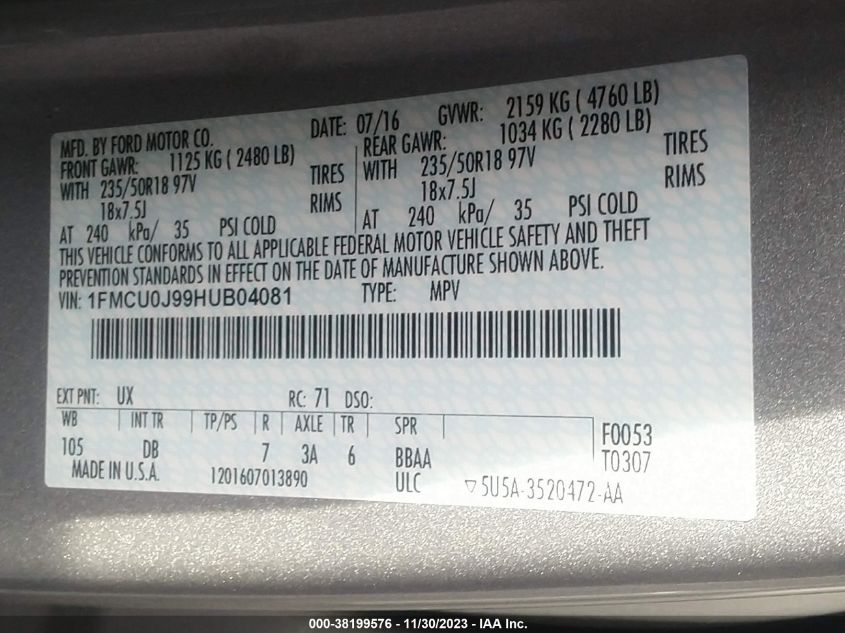 MFD. BY FORD MOTOR CO. DATE: 07/16 GVWR: 2159 KG ( 4760 LB)
FRONT GAWR: 1125 KG ( 2480 LB) REAR GAWR: 1034 KG ( 2280 LB)
WITH 235/50R18 97V TIRES WITH 235/50R18 97V TIRES
18x7.5J RIMS 18x7.5J RIMS
AT 240 kPa/ 35 PSI COLD AT 240 kPa/ 35 PSI COLD
THIS VEHICLE CONFORMS TO ALL APPLICABLE FEDERAL MOTOR VEHICLE SAFETY AND THEFT
PREVENTION STANDARDS IN EFFECT ON THE DATE OF MANUFACTURE SHOWN ABOVE.
VIN: 1FMCU0J99HUB04081 TYPE: MPV
EXT PNT: UX RC: 71 DSO:
WB INT TR TP/PS R AXLE TR SPR F0053
105 DB 7 3A 6 BBAA T0307
MADE IN U.S.A. 1201607013890 ULC ▽5U5A-3520472-AA
000-38199576 - 11/30/2023 - IAA Inc.